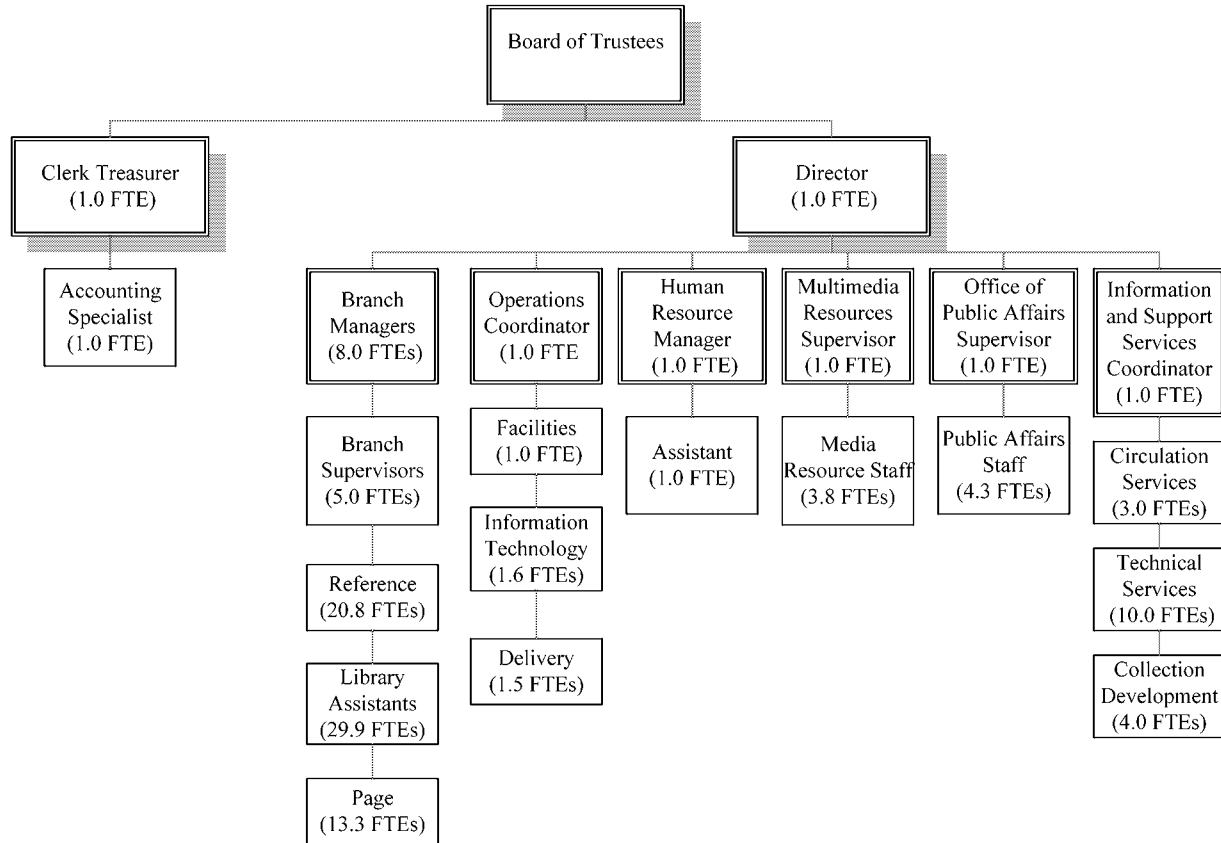 Board of Trustees
Clerk Treasurer
(1.0 FTE)
Director
(1.0 FTE)
Accounting
Specialist
(1.0 FTE)
Branch
Managers
(8.0 FTEs)
Operations
Coordinator
(1.0 FTE
Human
Resource
Manager
(1.0 FTE)
Multimedia
Resources
Supervisor
(1.0 FTE)
Office of
Public Affairs
Supervisor
(1.0 FTE)
Information
and Support
Services
Coordinator
(1.0 FTE)
Branch
Supervisors
(5.0 FTEs)
Facilities
(1.0 FTE)
Assistant
(1.0 FTE)
Media
Resource Staff
(3.8 FTEs)
Public Affairs
Staff
(4.3 FTEs)
Circulation
Services
(3.0 FTEs)
Information
Technology
(1.6 FTEs)
Technical
Services
(10.0 FTEs)
Reference
(20.8 FTEs)
Delivery
(1.5 FTEs)
Collection
Development
(4.0 FTEs)
Library
Assistants
(29.9 FTEs)
Page
(13.3 FTEs)